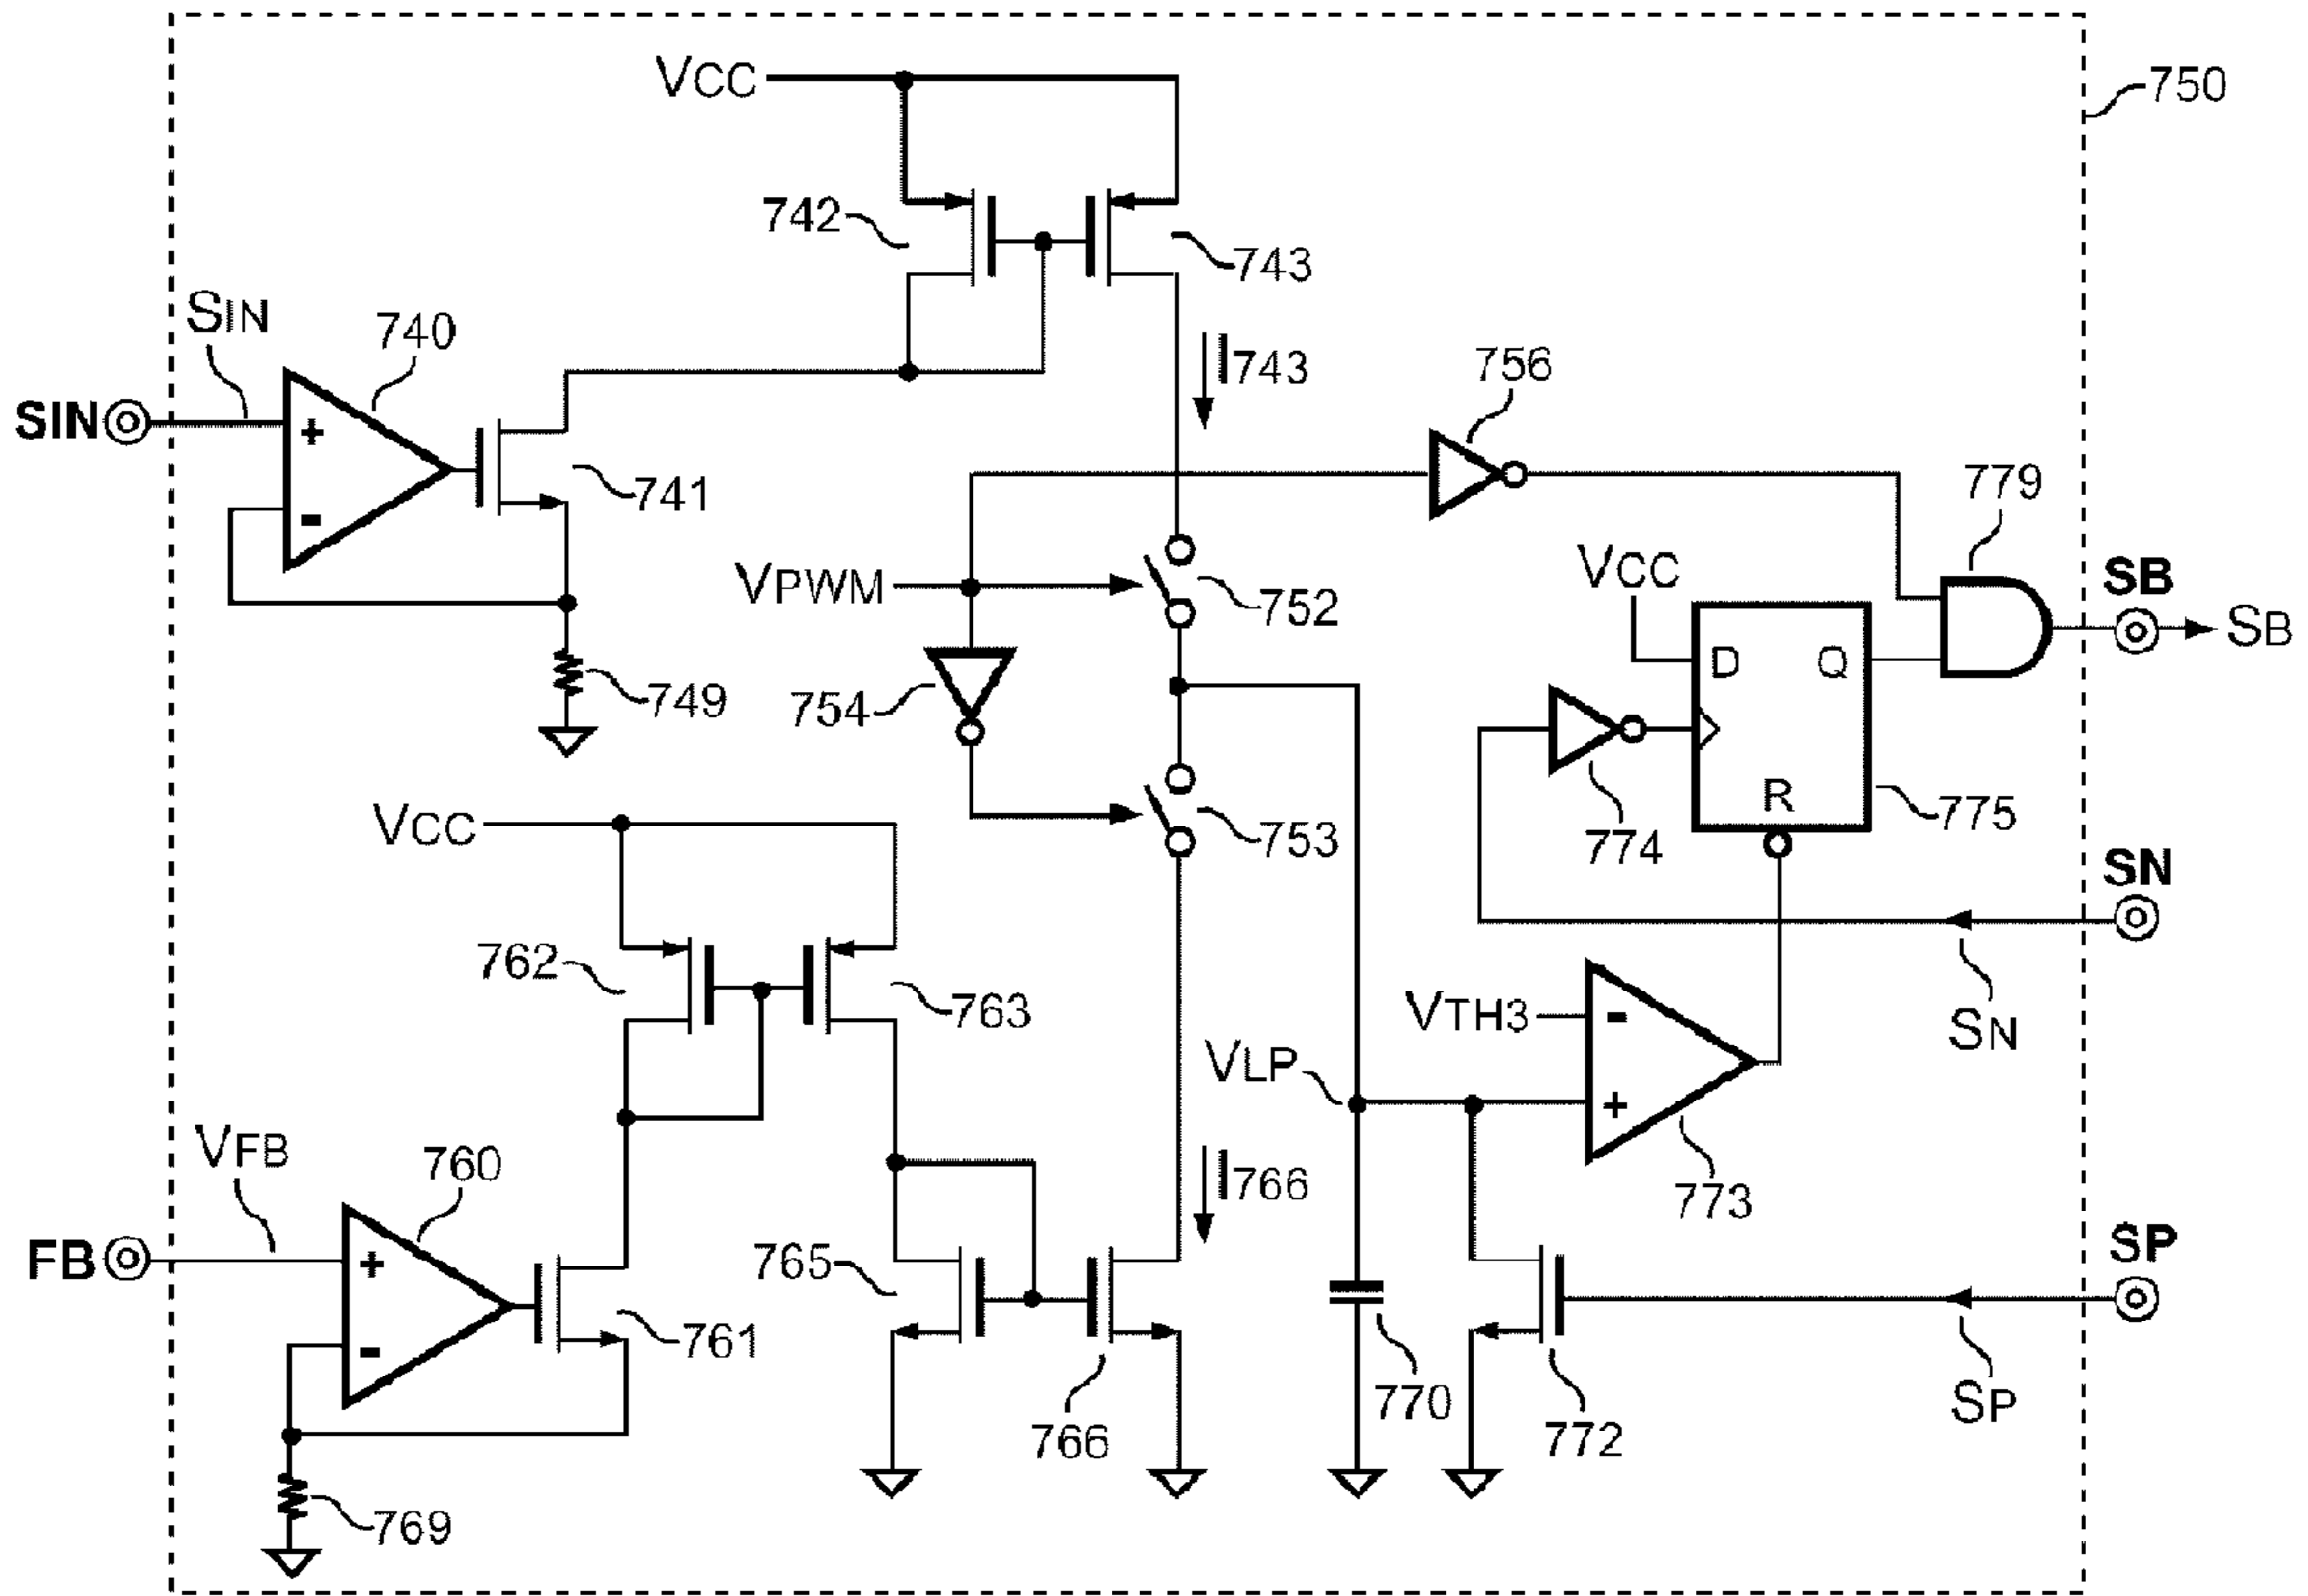 VCC
750
742
743
SIN
740
I743
756
SIN
+
-
741
779
VCC
SB
VPWM
752
SB
D
Q
749
754
R
775
VCC
753
774
SN
762
763
VTH3
-
SN
VLP
+
VFB
760
I766
773
FB
+
-
765
SP
761
770
772
SP
766
769